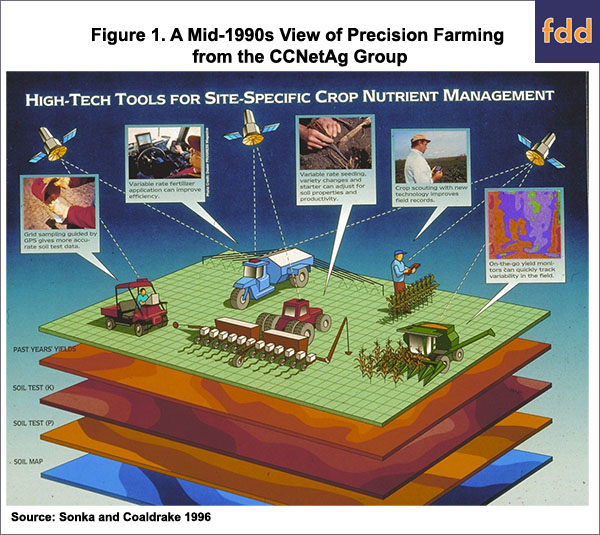 Figure 1. A Mid-1990s View of Precision Farming
from the CCNetAg Group
fdd
HIGH-TECH TOOLS FOR SITE-SPECIFIC CROP NUTRIENT MANAGEMENT
Variable rate fertilizer
application can improve
efficiency.
Variable rate seeding,
variety changes and
starter can adjust for
soil properties and
productivity.
Crop scouting with new
technology improves
field records.
Grid sampling guided by
GPS gives more accu-
rate soil test data.
On-the-go yield moni-
tors can quickly track
variability in the field.
PAST YEARS' YIELDS
SOIL TEST (K)
SOIL TEST (P)
SOIL MAP
Source: Sonka and Coaldrake 1996